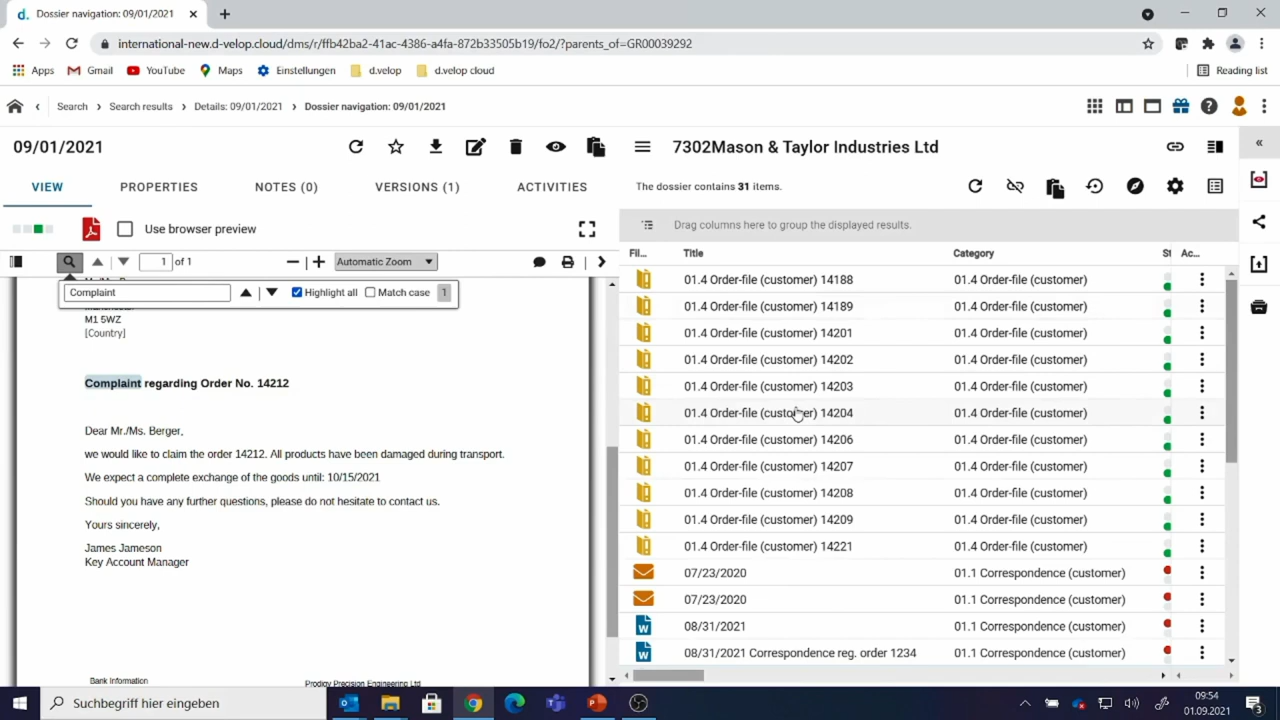 Dossier navigation: 09/01/2021
international-new.d-velop.cloud/dms/r/ffb42ba2-41ac-4386-a4fa-872b33505b19/fo2/?parents_of=GR00039292
Apps Gmail YouTube Maps Einstellungen d.velop d.velop cloud Reading list
Search Search results Details: 09/01/2021 Dossier navigation: 09/01/2021
09/01/2021
7302Mason & Taylor Industries Ltd
VIEW PROPERTIES NOTES (0) VERSIONS (1) ACTIVITIES
The dossier contains 31 items.
Use browser preview
Drag columns here to group the displayed results.
1 of 1 Automatic Zoom
Fil... Title Category St Ac...
Complaint Highlight all Match case 1
M1 5WZ
[Country]
Complaint regarding Order No. 14212
Dear Mr./Ms. Berger,
we would like to claim the order 14212. All products have been damaged during transport.
We expect a complete exchange of the goods until: 10/15/2021
Should you have any further questions, please do not hesitate to contact us.
Yours sincerely,
James Jameson
Key Account Manager
Bank Information Prodigy Precision Engineering Ltd
01.4 Order-file (customer) 14188 01.4 Order-file (customer)
01.4 Order-file (customer) 14189 01.4 Order-file (customer)
01.4 Order-file (customer) 14201 01.4 Order-file (customer)
01.4 Order-file (customer) 14202 01.4 Order-file (customer)
01.4 Order-file (customer) 14203 01.4 Order-file (customer)
01.4 Order-file (customer) 14204 01.4 Order-file (customer)
01.4 Order-file (customer) 14206 01.4 Order-file (customer)
01.4 Order-file (customer) 14207 01.4 Order-file (customer)
01.4 Order-file (customer) 14208 01.4 Order-file (customer)
01.4 Order-file (customer) 14209 01.4 Order-file (customer)
01.4 Order-file (customer) 14221 01.4 Order-file (customer)
07/23/2020 01.1 Correspondence (customer)
07/23/2020 01.1 Correspondence (customer)
08/31/2021 01.1 Correspondence (customer)
08/31/2021 Correspondence reg. order 1234 01.1 Correspondence (customer)
Suchbegriff hier eingeben
09:54
01.09.2021
3